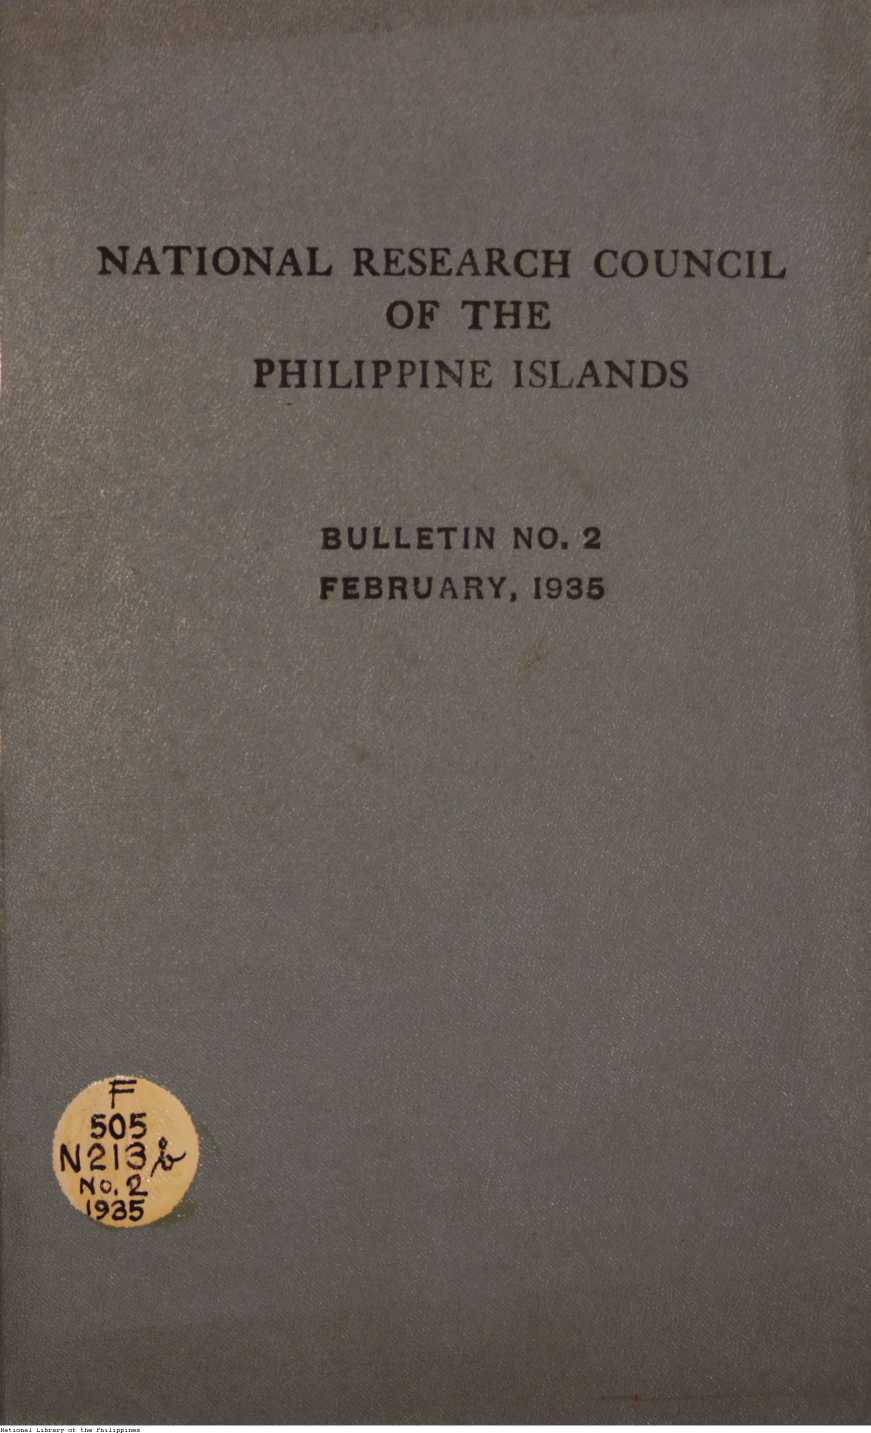 NATIONAL RESEARCH COUNCIL
OF THE
PHILIPPINE ISLANDS
BULLETIN NO. 2
FEBRUARY, 1935
F
505
N213b
No. 2
1935
National Library of the Philippines